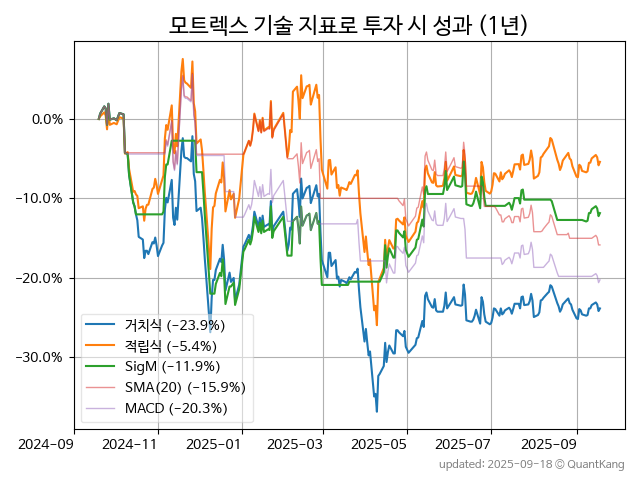 모트렉스 기술 지표로 투자 시 성과 (1년)
0.0%
−10.0%
−20.0%
−30.0%
거치식 (−23.9%)
적립식 (−5.4%)
SigM (−11.9%)
SMA(20) (−15.9%)
MACD (−20.3%)
2024-09 2024-11 2025-01 2025-03 2025-05 2025-07 2025-09
updated: 2025-09-18 ⓒ QuantKang